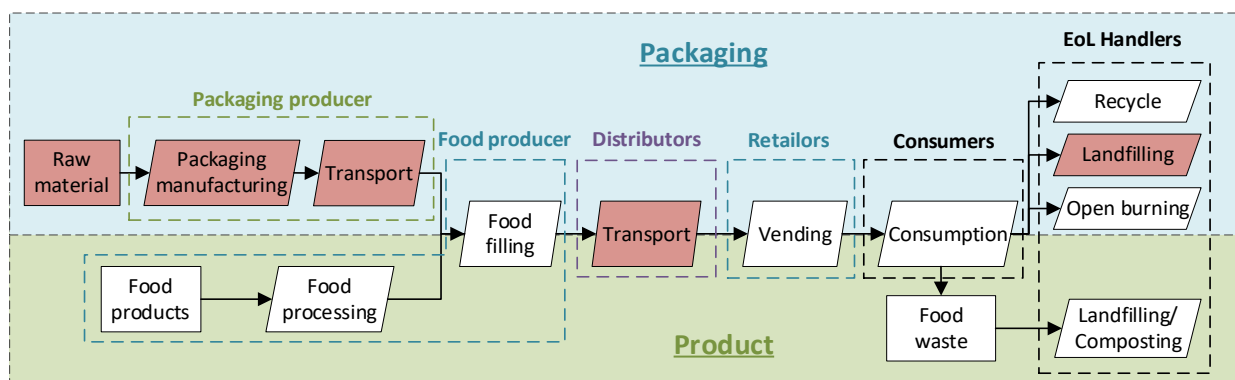 EoL Handlers
Packaging
Packaging producer
Recycle
Food producer
Distributors
Retailors
Consumers
Raw
material
Packaging
manufacturing
Transport
Landfilling
Open burning
Food
filling
Transport
Vending
Consumption
Food
products
Food
processing
Food
waste
Landfilling/
Composting
Product